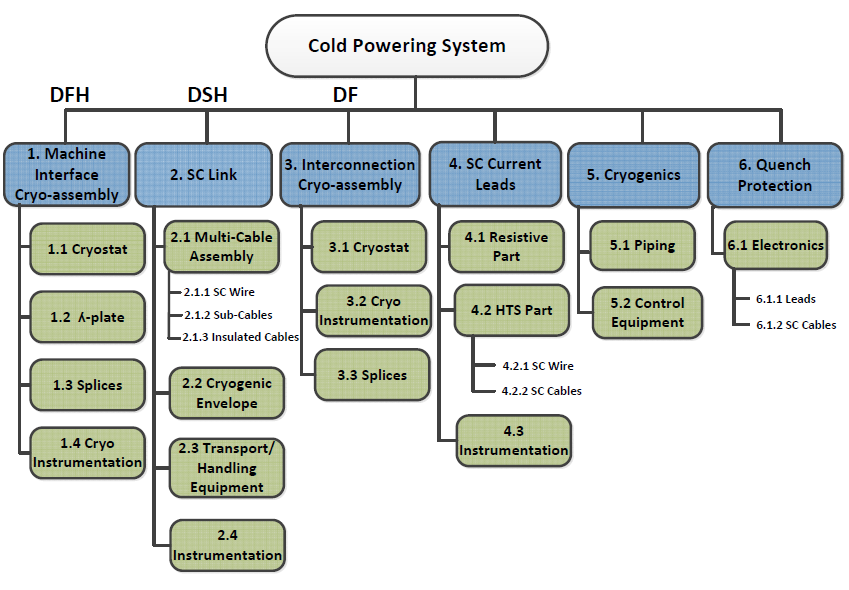 Cold Powering System
DFH
DSH
DF
1. Machine
Interface
Cryo-assembly
2. SC Link
3. Interconnection
Cryo-assembly
4. SC Current
Leads
5. Cryogenics
6. Quench
Protection
1.1 Cryostat
1.2 ʎ-plate
1.3 Splices
1.4 Cryo
Instrumentation
2.1 Multi-Cable
Assembly
2.1.1 SC Wire
2.1.2 Sub-Cables
2.1.3 Insulated Cables
2.2 Cryogenic
Envelope
2.3 Transport/
Handling
Equipment
2.4
Instrumentation
3.1 Cryostat
3.2 Cryo
Instrumentation
3.3 Splices
4.1 Resistive
Part
4.2 HTS Part
4.2.1 SC Wire
4.2.2 SC Cables
4.3
Instrumentation
5.1 Piping
5.2 Control
Equipment
6.1 Electronics
6.1.1 Leads
6.1.2 SC Cables